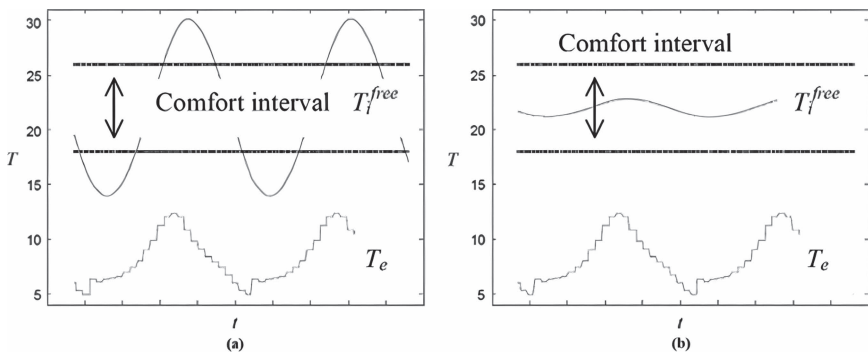 30
25
20
T 15
10
5
Comfort interval T_i^free
T_e
t
(a)
30
25
20
T 15
10
5
Comfort interval
T_i^free
T_e
t
(b)